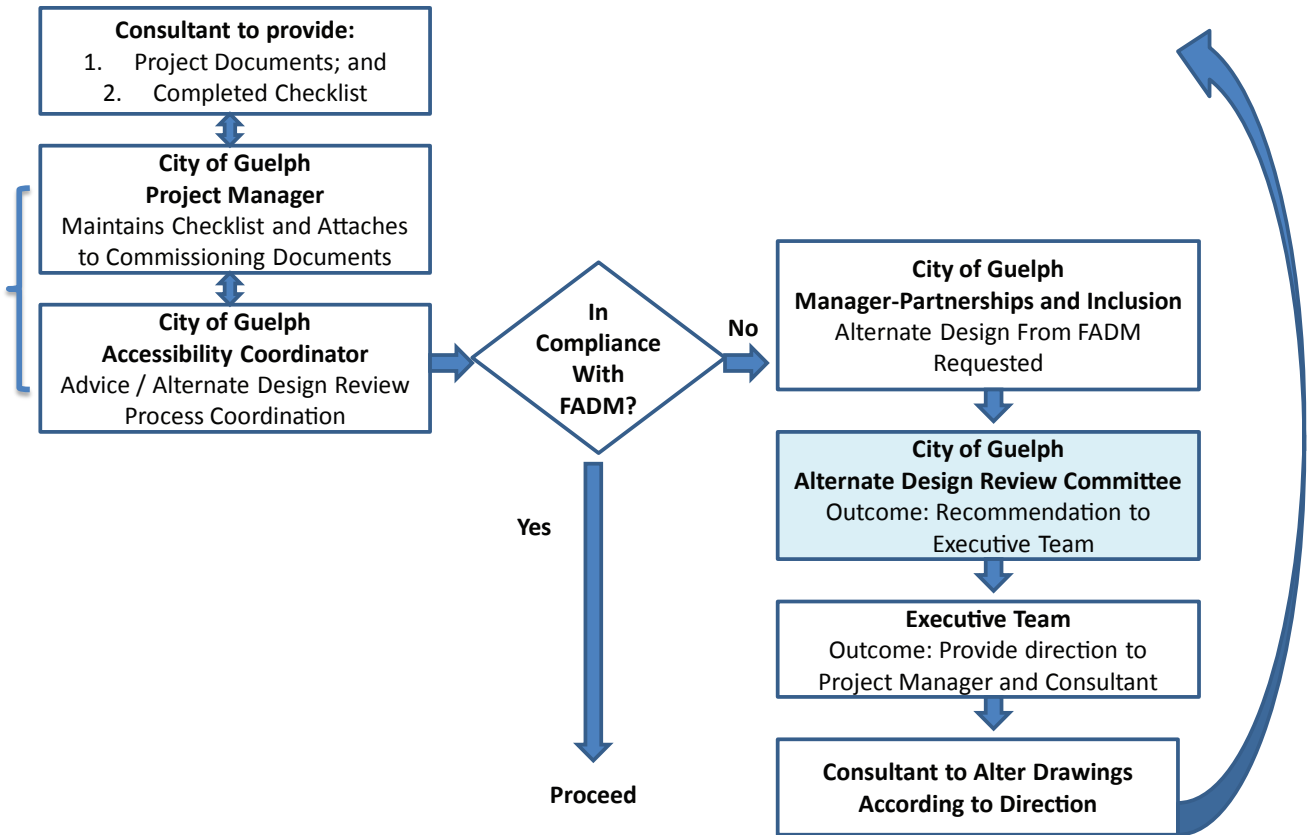 Consultant to provide:
1. Project Documents; and
2. Completed Checklist
City of Guelph
Project Manager
Maintains Checklist and Attaches
to Commissioning Documents
City of Guelph
Accessibility Coordinator
Advice / Alternate Design Review
Process Coordination
In
Compliance
With
FADM?
No
Yes
Proceed
City of Guelph
Manager-Partnerships and Inclusion
Alternate Design From FADM
Requested
City of Guelph
Alternate Design Review Committee
Outcome: Recommendation to
Executive Team
Executive Team
Outcome: Provide direction to
Project Manager and Consultant
Consultant to Alter Drawings
According to Direction